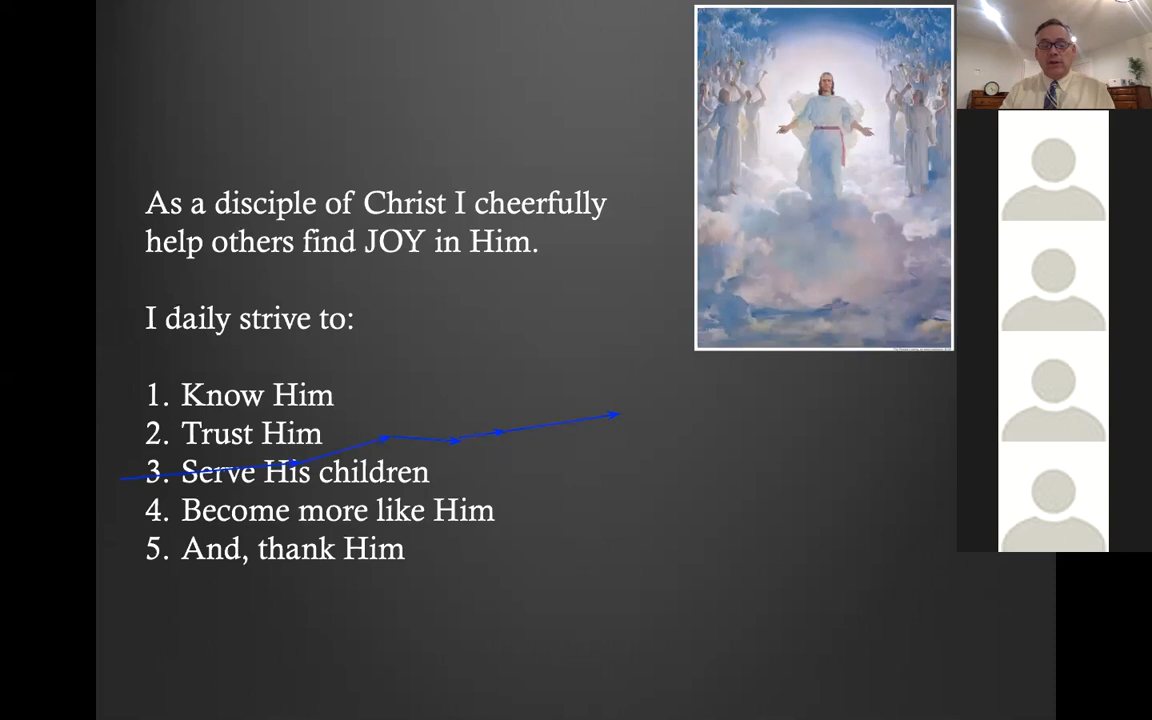 As a disciple of Christ I cheerfully
help others find JOY in Him.
I daily strive to:
1. Know Him
2. Trust Him
3. Serve His children
4. Become more like Him
5. And, thank Him